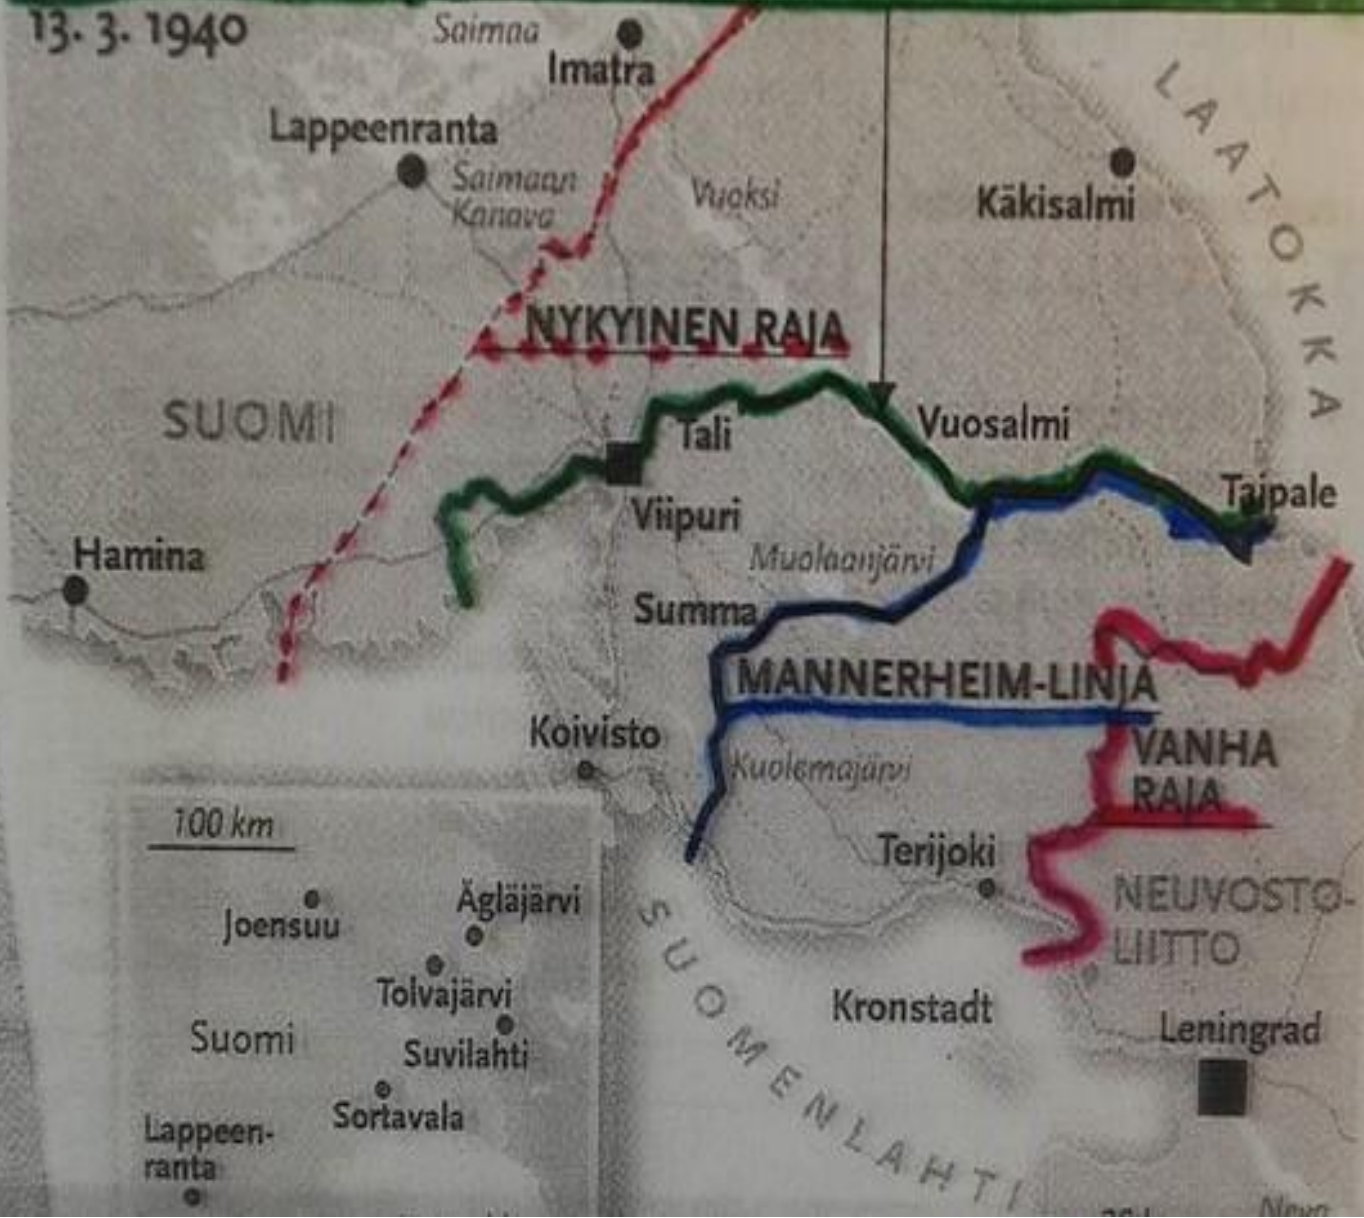 13. 3. 1940
Saimaa
Imatra
Lappeenranta
Saimaan
Kanava
Vuoksi
Käkisalmi
LAATOKKA
NYKYINEN RAJA
SUOMI
Tali
Vuosalmi
Taipale
Viipuri
Hamina
Muolaanjärvi
Summa
MANNERHEIM-LINJA
Koivisto
Kuolemajärvi
VANHA
RAJA
Terijoki
NEUVOSTO-
LIITTO
Kronstadt
Leningrad
SUOMENLAHTI
100 km
Joensuu
Ägläjärvi
Tolvajärvi
Suomi
Suvilahti
Sortavala
Lappeen-
ranta
Neva